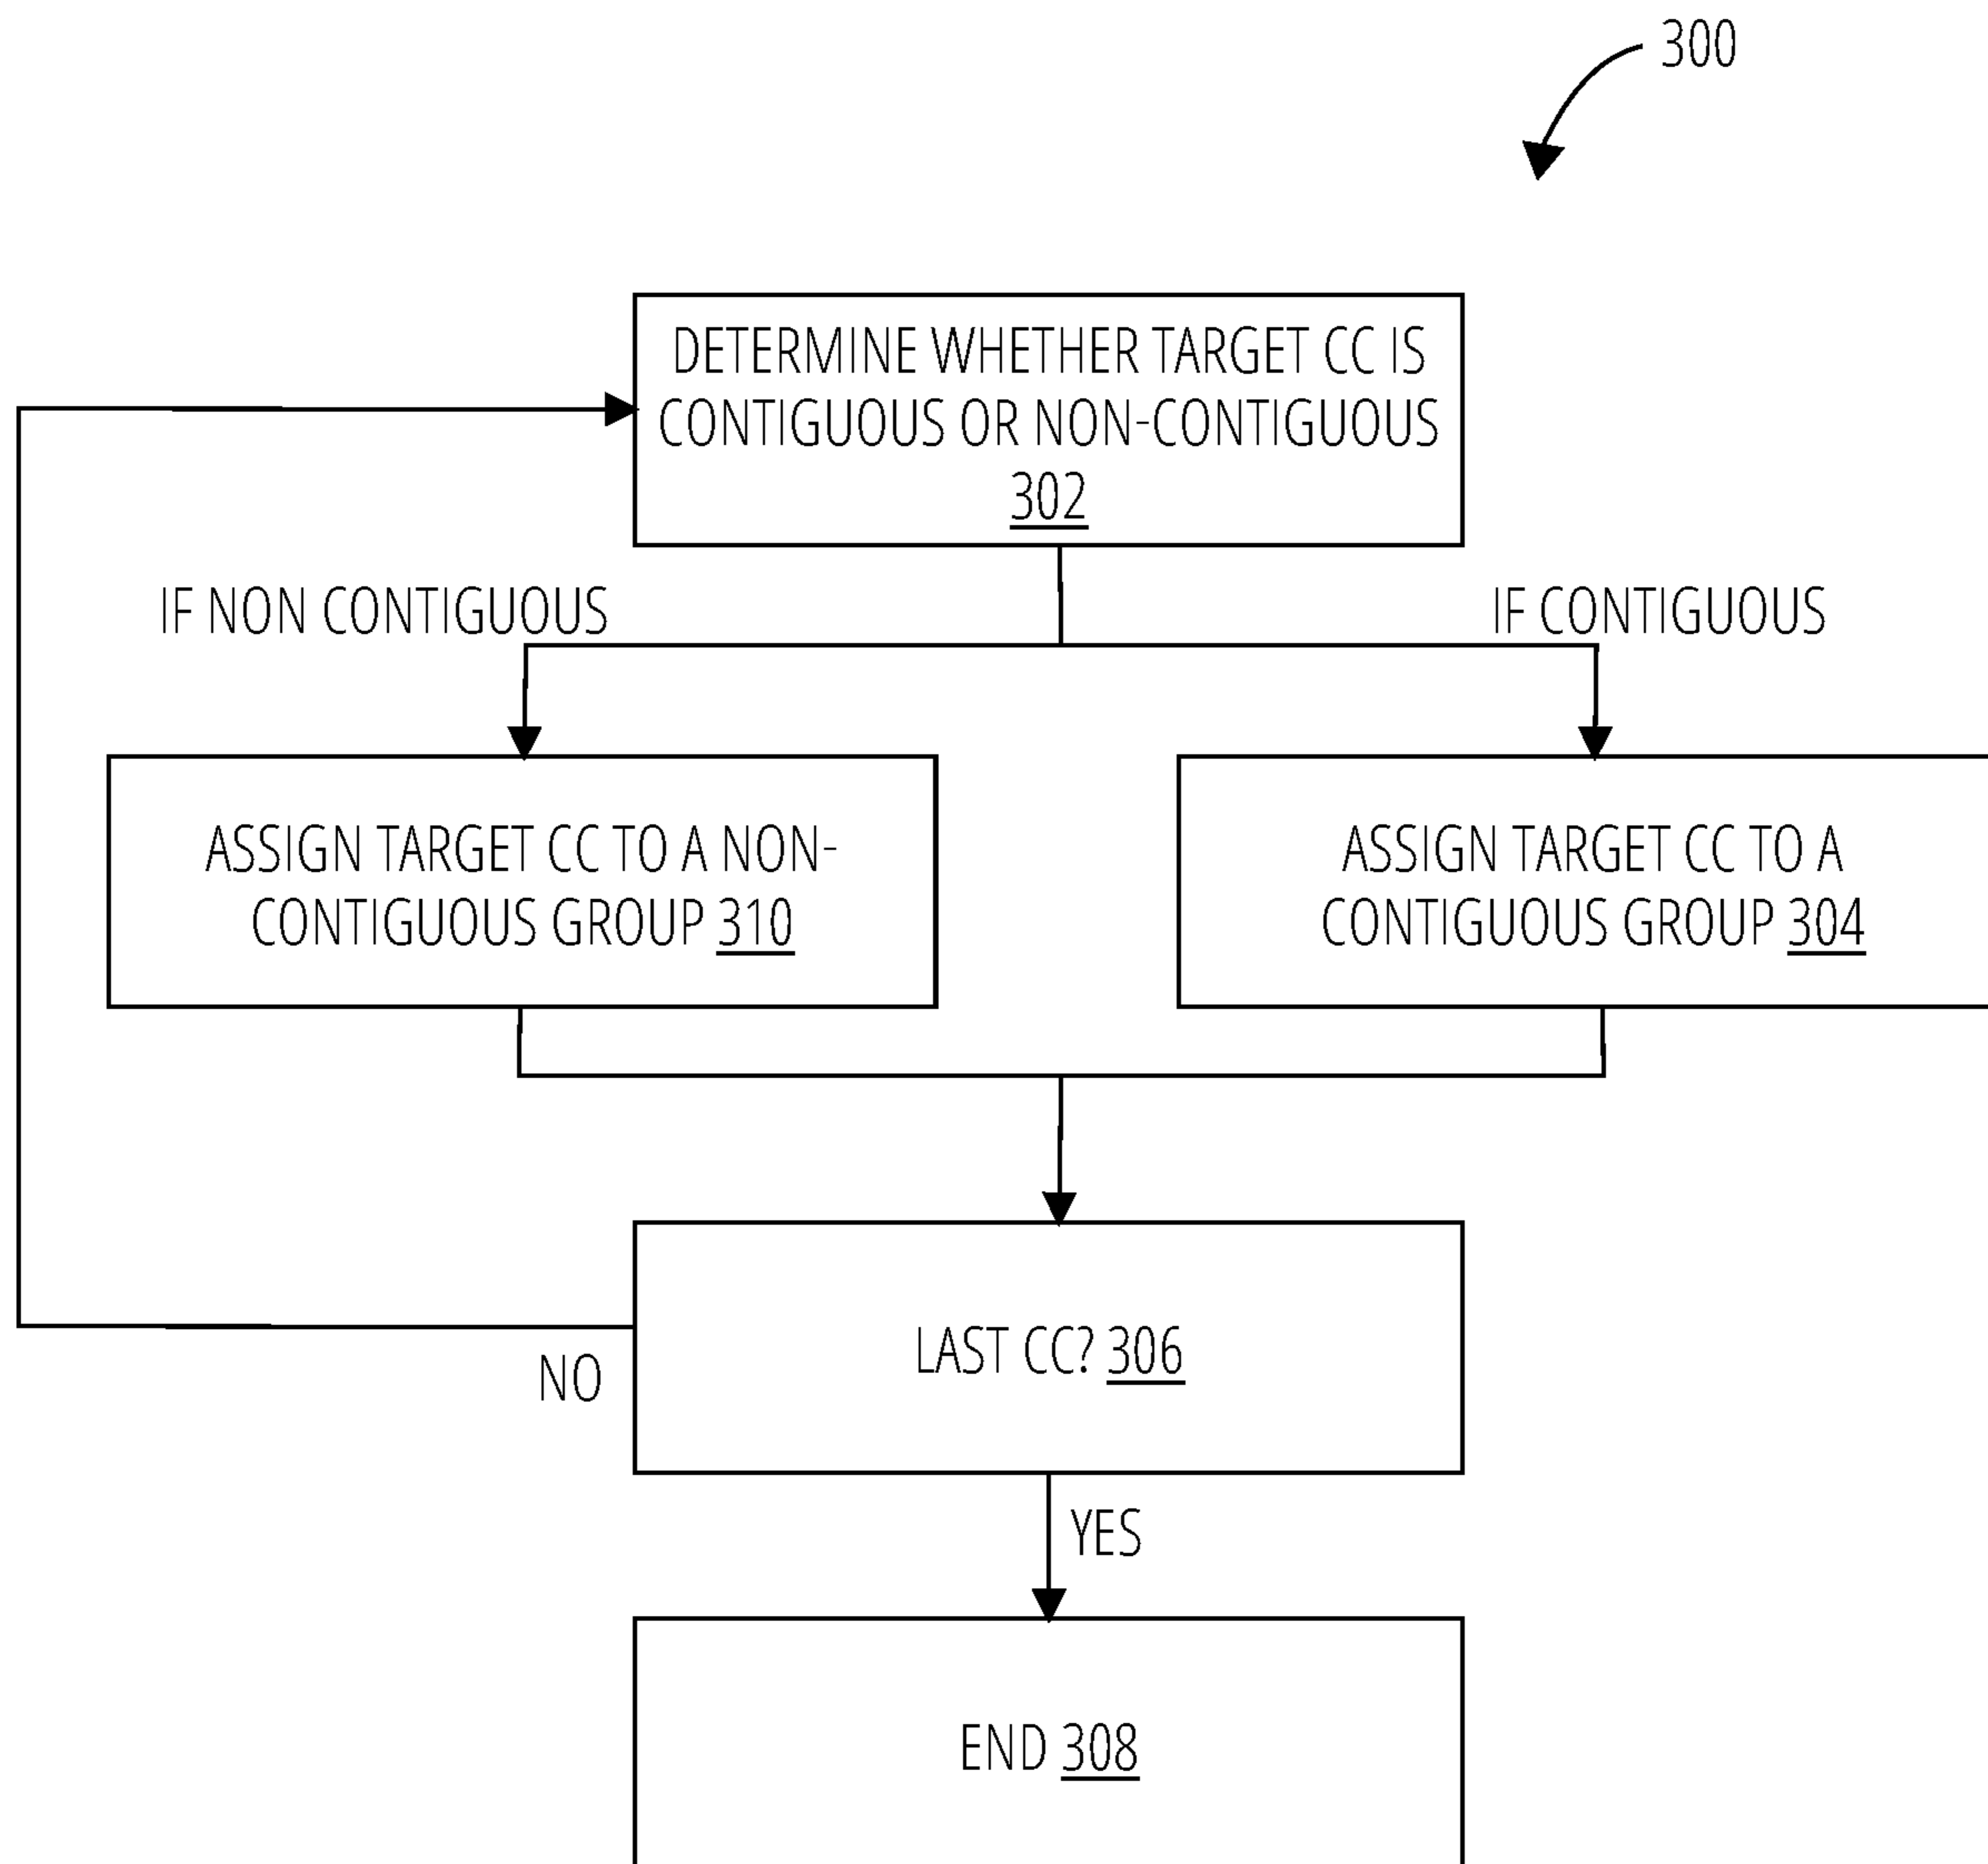 300
DETERMINE WHETHER TARGET CC IS
CONTIGUOUS OR NON-CONTIGUOUS
302
IF NON CONTIGUOUS
IF CONTIGUOUS
ASSIGN TARGET CC TO A NON-
CONTIGUOUS GROUP 310
ASSIGN TARGET CC TO A
CONTIGUOUS GROUP 304
LAST CC? 306
NO
YES
END 308